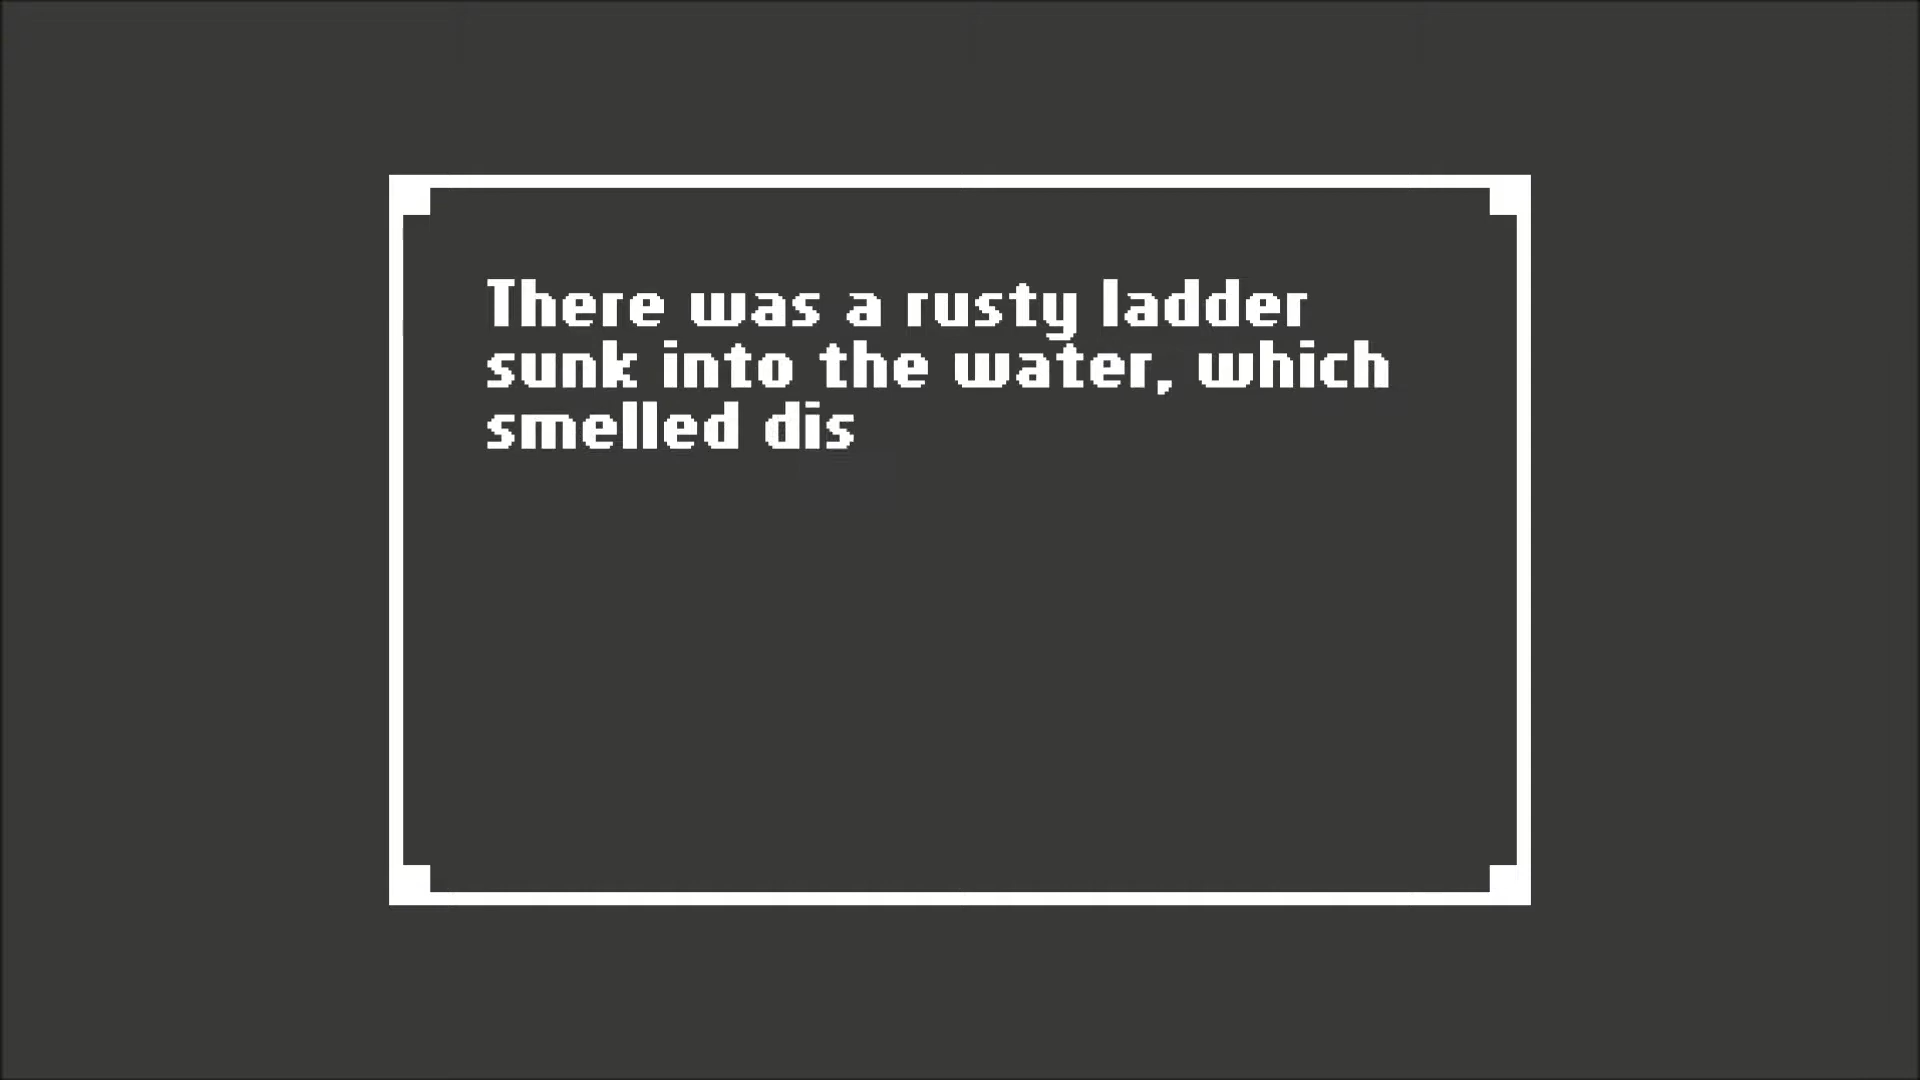 There was a rusty ladder
sunk into the water, which
smelled dis